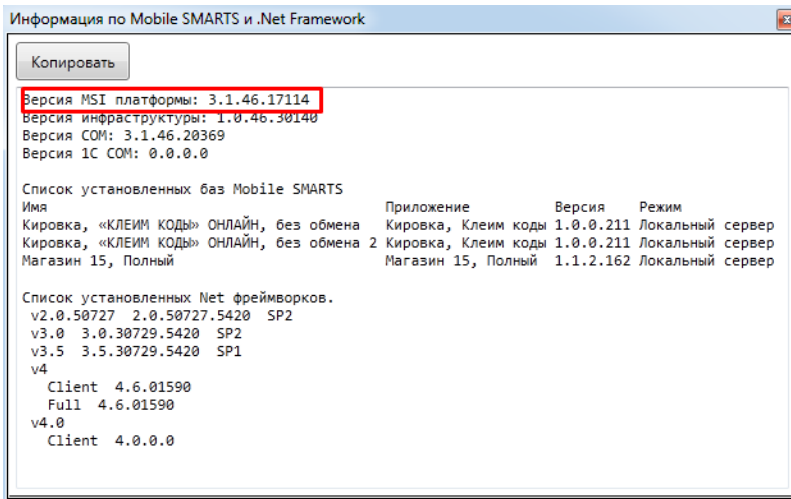 Информация по Mobile SMARTS и .Net Framework
Копировать
Версия MSI платформы: 3.1.46.17114
Версия инфраструктуры: 1.0.46.30140
Версия COM: 3.1.46.20369
Версия 1С COM: 0.0.0.0
Список установленных баз Mobile SMARTS
Имя Приложение Версия Режим
Кировка, «КЛЕИМ КОДЫ» ОНЛАЙН, без обмена Кировка, Клеим коды 1.0.0.211 Локальный сервер
Кировка, «КЛЕИМ КОДЫ» ОНЛАЙН, без обмена 2 Кировка, Клеим коды 1.0.0.211 Локальный сервер
Магазин 15, Полный Магазин 15, Полный 1.1.2.162 Локальный сервер
Список установленных Net фреймворков.
v2.0.50727 2.0.50727.5420 SP2
v3.0 3.0.30729.5420 SP2
v3.5 3.5.30729.5420 SP1
v4
Client 4.6.01590
Full 4.6.01590
v4.0
Client 4.0.0.0